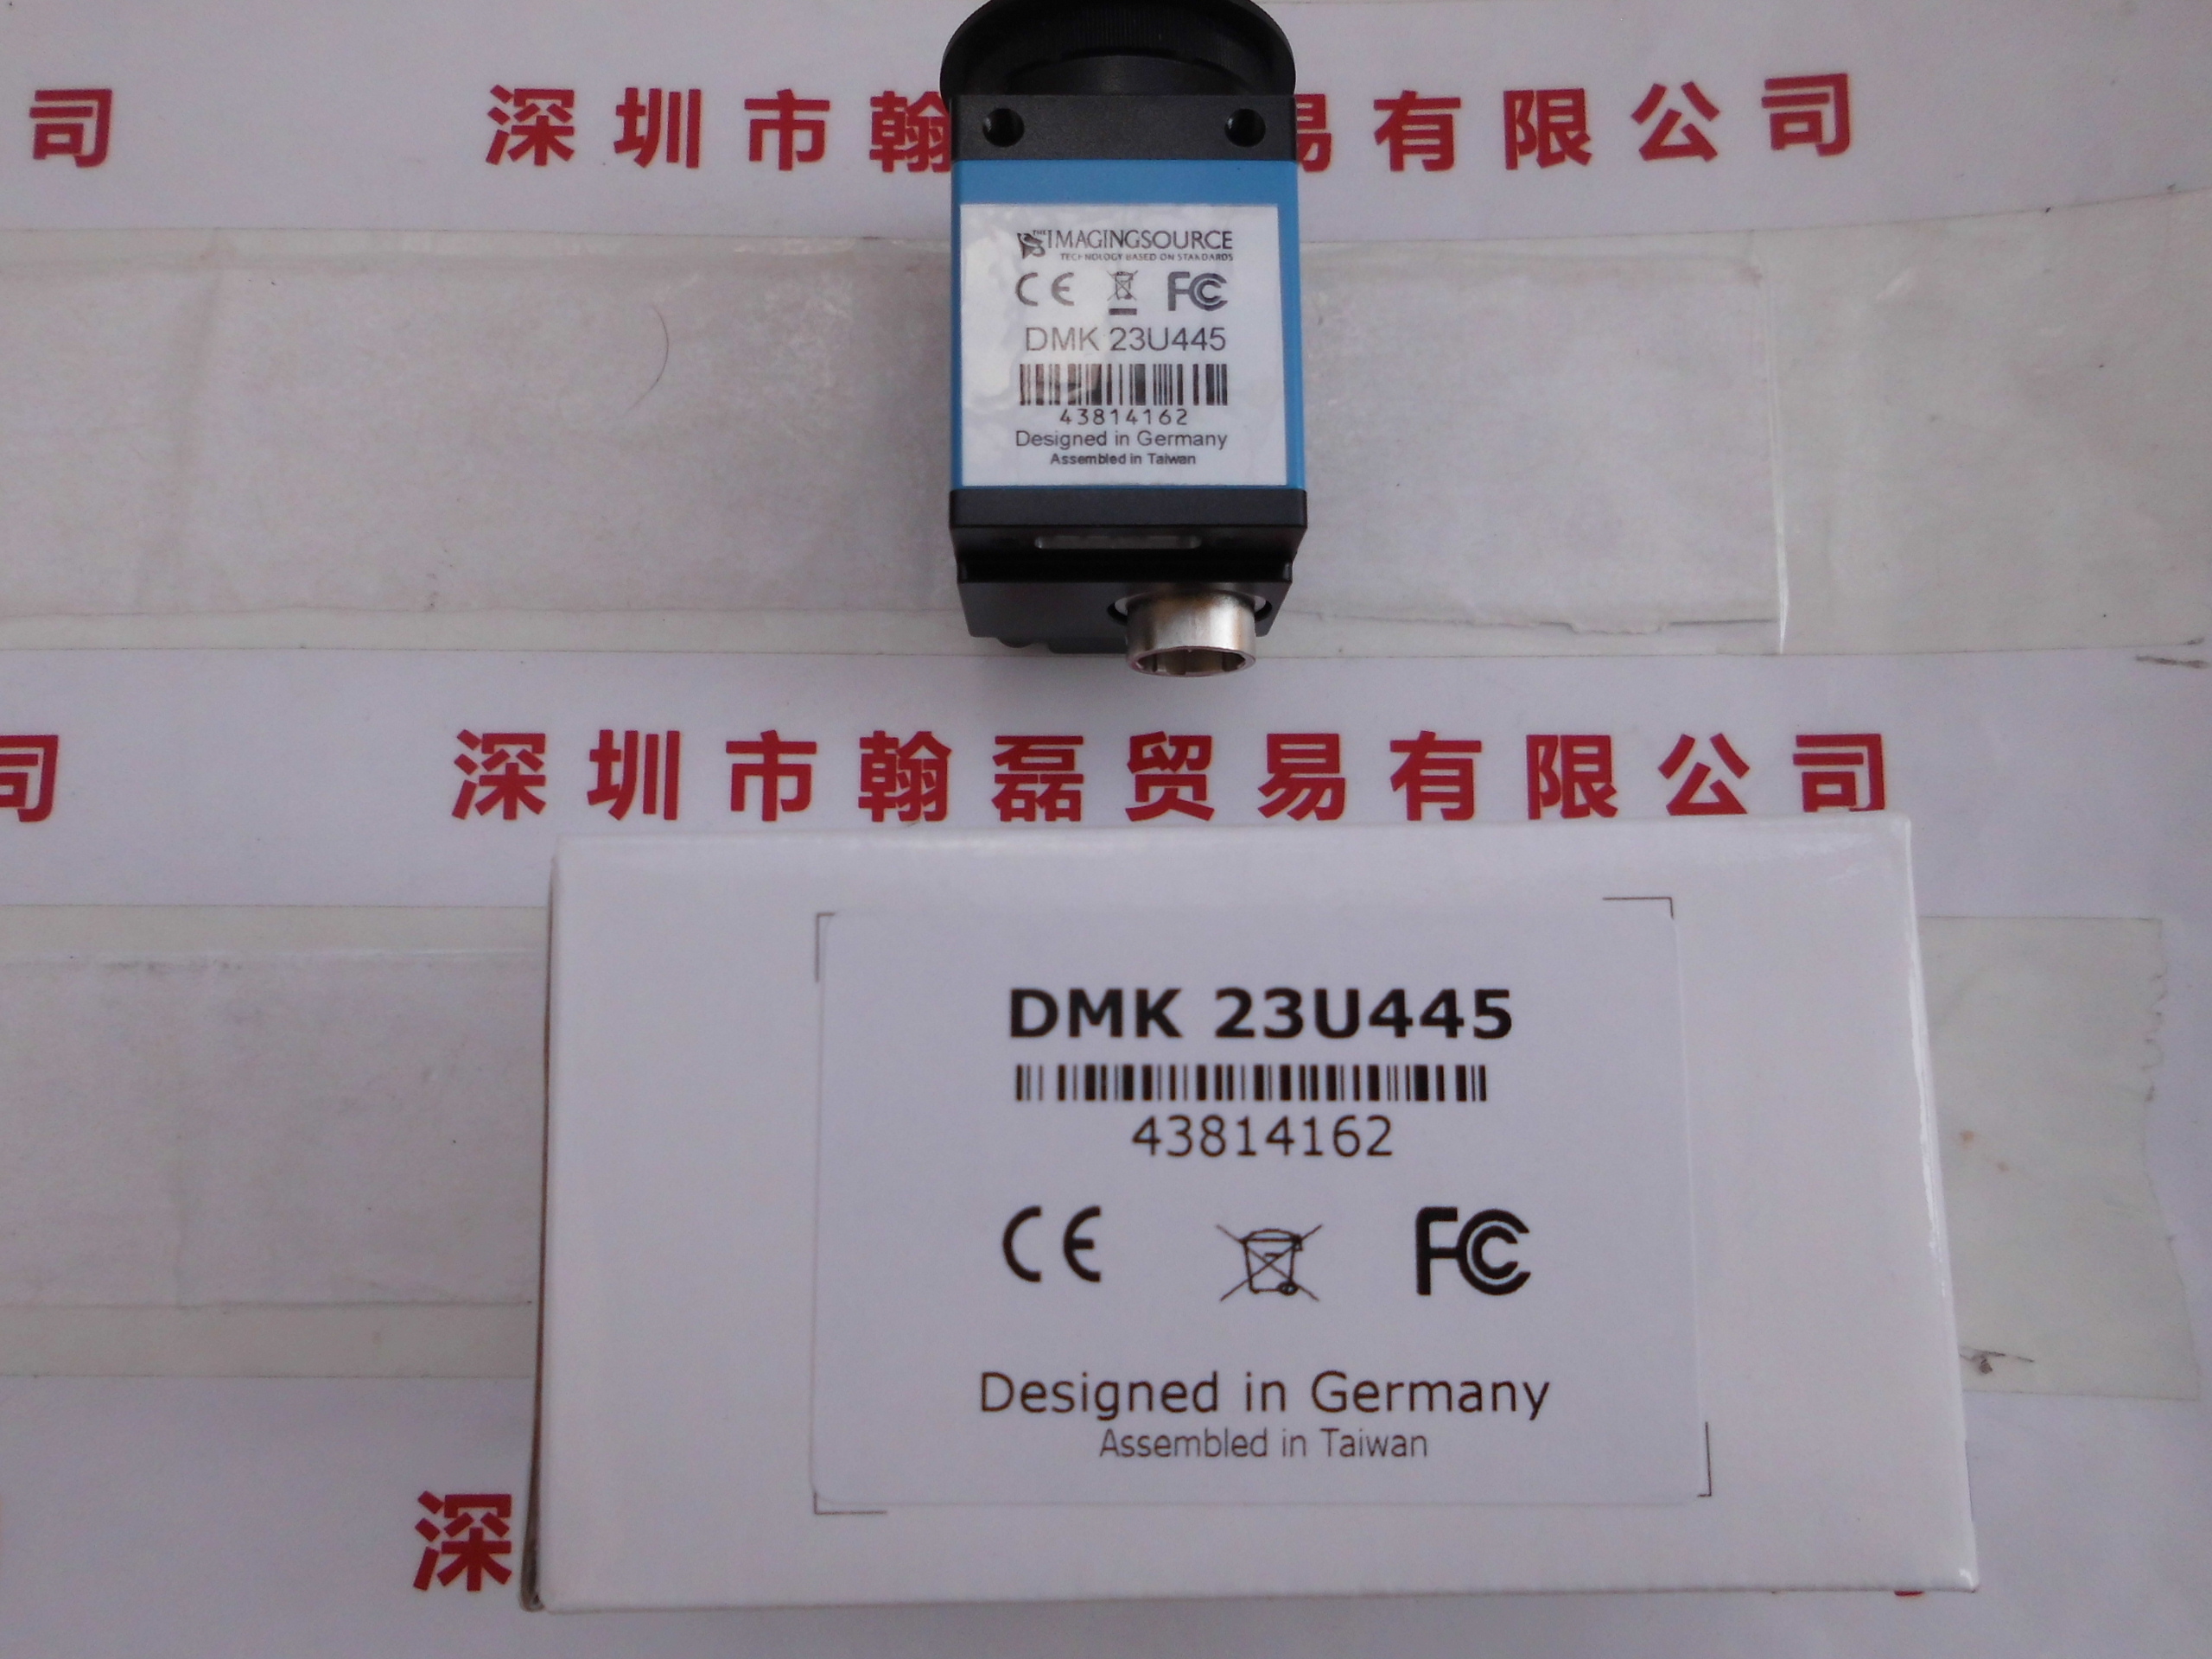 司 深圳市翰 易有限公司
THE IMAGINGSOURCE
TECHNOLOGY BASED ON STANDARDS
CE FC
DMK 23U445
43814162
Designed in Germany
Assembled in Taiwan
司 深圳市翰磊贸易有限公司
DMK 23U445
43814162
CE FC
Designed in Germany
Assembled in Taiwan
深